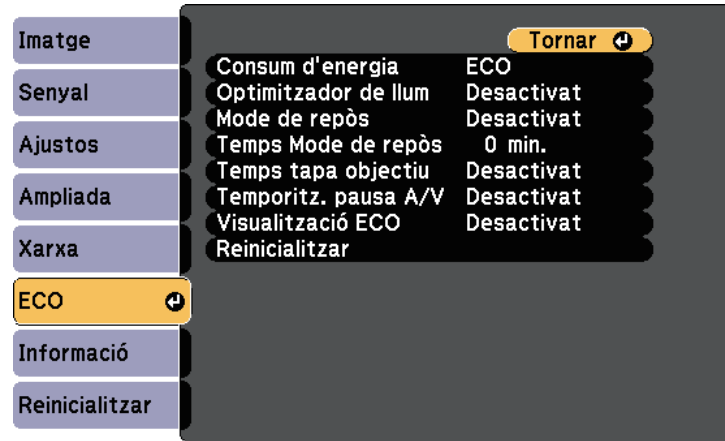 Imatge
Senyal
Ajustos
Ampliada
Xarxa
ECO
Informació
Reinicialitzar
Tornar
Consum d'energia ECO
Optimitzador de llum Desactivat
Mode de repòs Desactivat
Temps Mode de repòs 0 min.
Temps tapa objectiu Desactivat
Temporitz. pausa A/V Desactivat
Visualització ECO Desactivat
Reinicialitzar